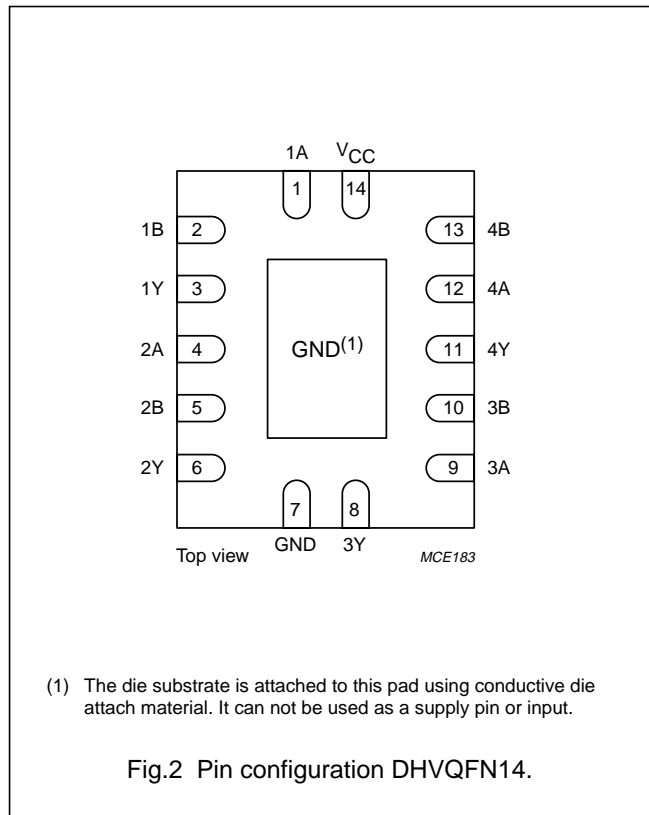 1A VCC
1 14
1B 2 13 4B
1Y 3 12 4A
2A 4 GND(1) 11 4Y
2B 5 10 3B
2Y 6 9 3A
7 8
Top view GND 3Y MCE183
(1) The die substrate is attached to this pad using conductive die
attach material. It can not be used as a supply pin or input.
Fig.2 Pin configuration DHVQFN14.